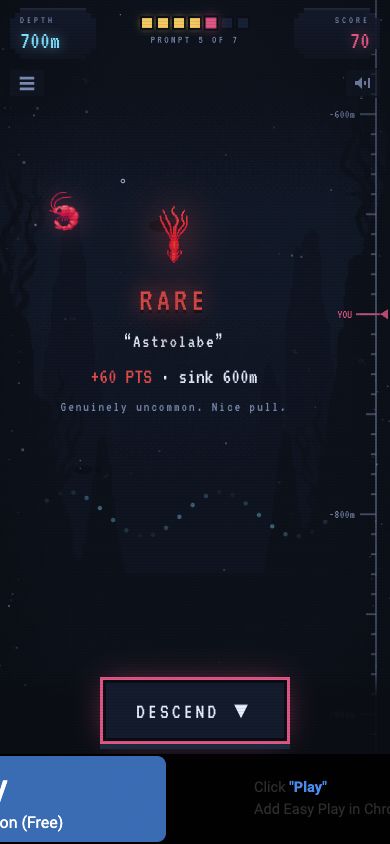 DEPTH
700m
PROMPT 5 OF 7
SCORE
70
-600m
YOU
RARE
“Astrolabe”
+60 PTS · sink 600m
Genuinely uncommon. Nice pull.
-800m
DESCEND ▼
on (Free)
Click "Play"
Add Easy Play in Chro